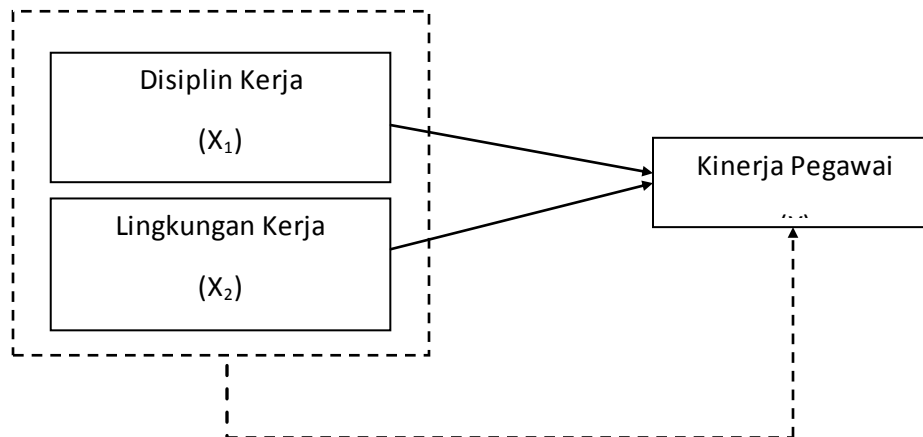 Disiplin Kerja
(X₁)
Lingkungan Kerja
(X₂)
Kinerja Pegawai